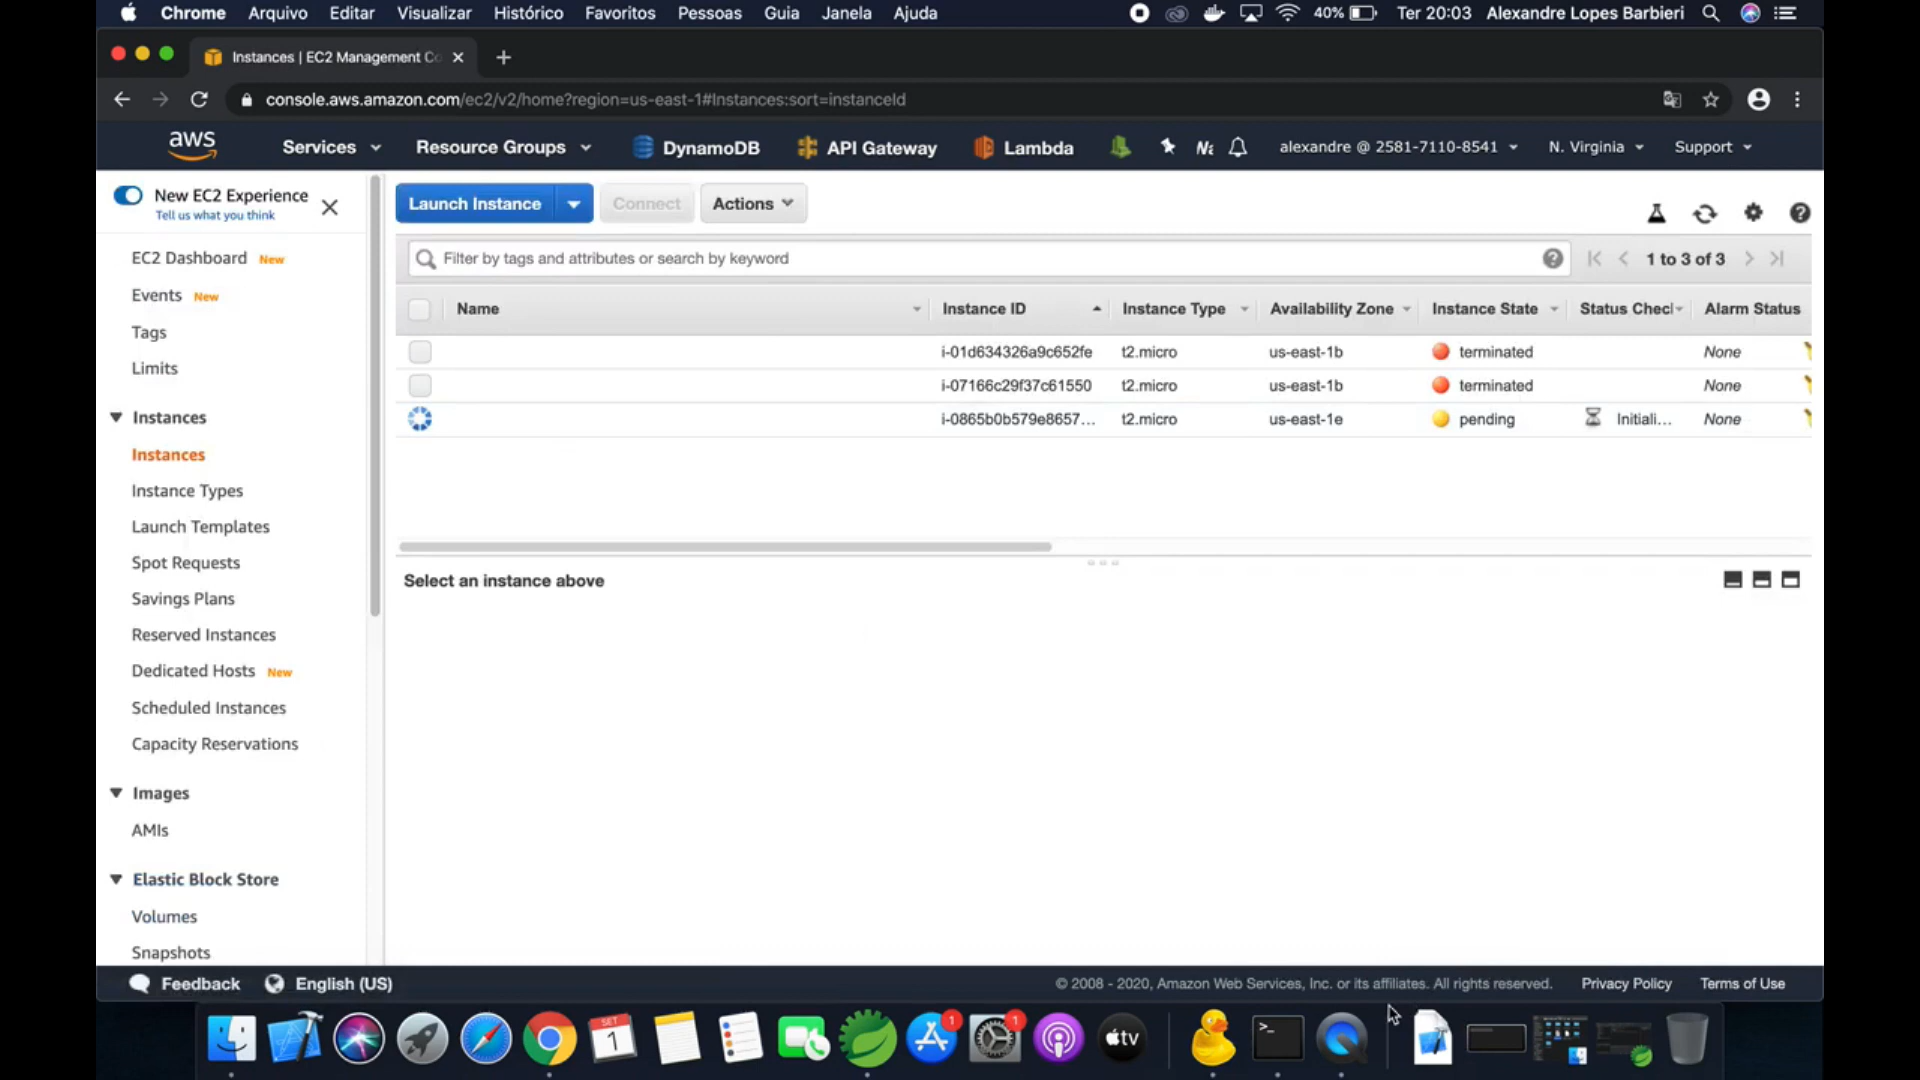 Chrome Arquivo Editar Visualizar Histórico Favoritos Pessoas Guia Janela Ajuda 40% Ter 20:03 Alexandre Lopes Barbieri
Instances | EC2 Management Co
console.aws.amazon.com/ec2/v2/home?region=us-east-1#Instances:sort=instanceId
aws Services Resource Groups DynamoDB API Gateway Lambda alexandre @ 2581-7110-8541 N. Virginia Support
New EC2 Experience
Tell us what you think
EC2 Dashboard New
Events New
Tags
Limits
Instances
Instances
Instance Types
Launch Templates
Spot Requests
Savings Plans
Reserved Instances
Dedicated Hosts New
Scheduled Instances
Capacity Reservations
Images
AMIs
Elastic Block Store
Volumes
Snapshots
Launch Instance Connect Actions
Filter by tags and attributes or search by keyword 1 to 3 of 3
Name Instance ID Instance Type Availability Zone Instance State Status Chec Alarm Status
i-01d634326a9c652fe t2.micro us-east-1b terminated None
i-07166c29f37c61550 t2.micro us-east-1b terminated None
i-0865b0b579e8657... t2.micro us-east-1e pending Initiali... None
Select an instance above
Feedback English (US) © 2008 - 2020, Amazon Web Services, Inc. or its affiliates. All rights reserved. Privacy Policy Terms of Use
SET
1
1
1
tv